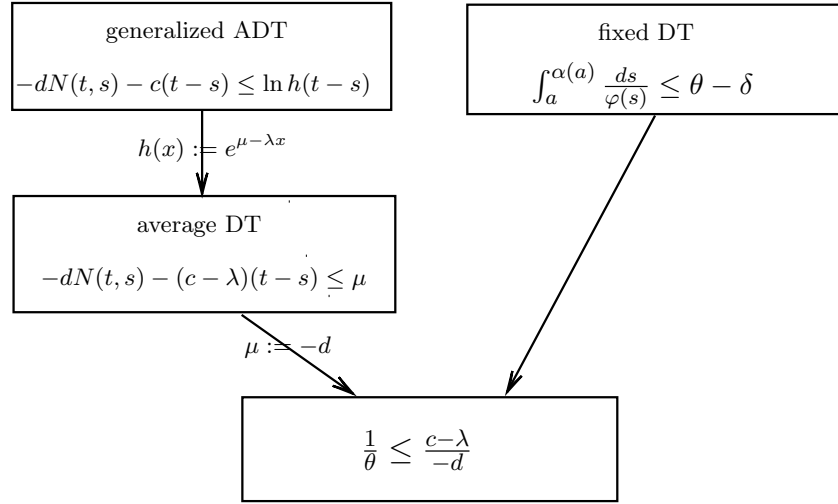 generalized ADT
−dN(t, s) − c(t − s) ≤ ln h(t − s)
h(x) := e^{μ−λx}
average DT
−dN(t, s) − (c − λ)(t − s) ≤ μ
μ := −d
fixed DT
∫_a^{α(a)} ds/φ(s) ≤ θ − δ
1/θ ≤ (c−λ)/(−d)